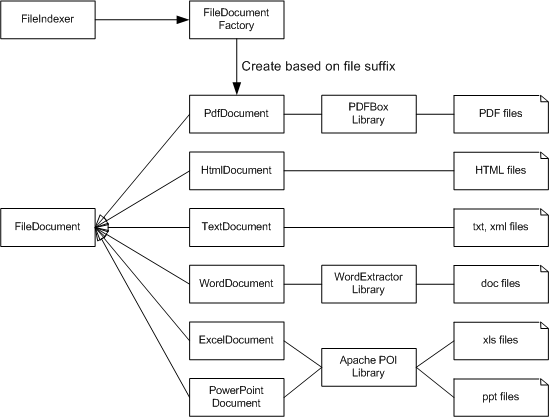 FileIndexer
FileDocument
Factory
Create based on file suffix
PdfDocument
PDFBox
Library
PDF files
HtmlDocument
HTML files
FileDocument
TextDocument
txt, xml files
WordDocument
WordExtractor
Library
doc files
ExcelDocument
xls files
Apache POI
Library
PowerPoint
Document
ppt files